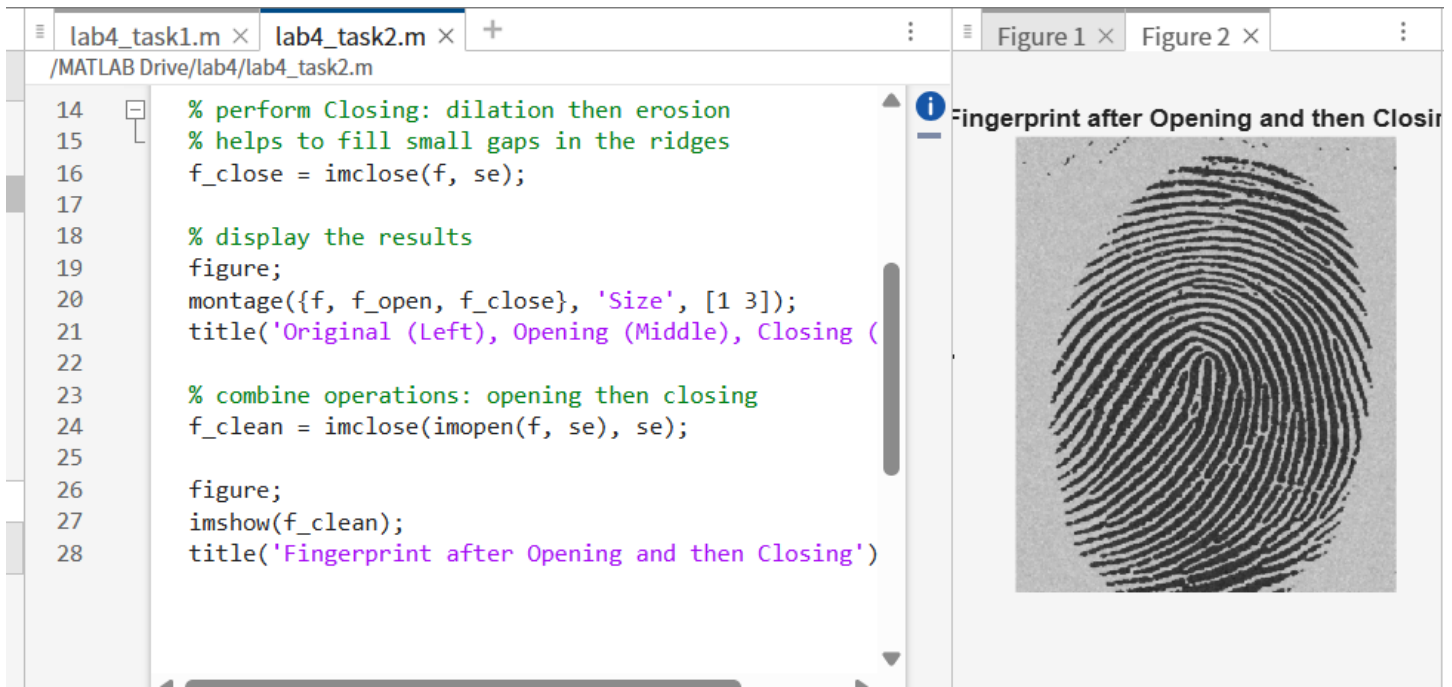 lab4_task1.m × lab4_task2.m × +
/MATLAB Drive/lab4/lab4_task2.m
14 % perform Closing: dilation then erosion
15 % helps to fill small gaps in the ridges
16 f_close = imclose(f, se);
17
18 % display the results
19 figure;
20 montage({f, f_open, f_close}, 'Size', [1 3]);
21 title('Original (Left), Opening (Middle), Closing (
22
23 % combine operations: opening then closing
24 f_clean = imclose(imopen(f, se), se);
25
26 figure;
27 imshow(f_clean);
28 title('Fingerprint after Opening and then Closing')
Figure 1 × Figure 2 ×
Fingerprint after Opening and then Closin